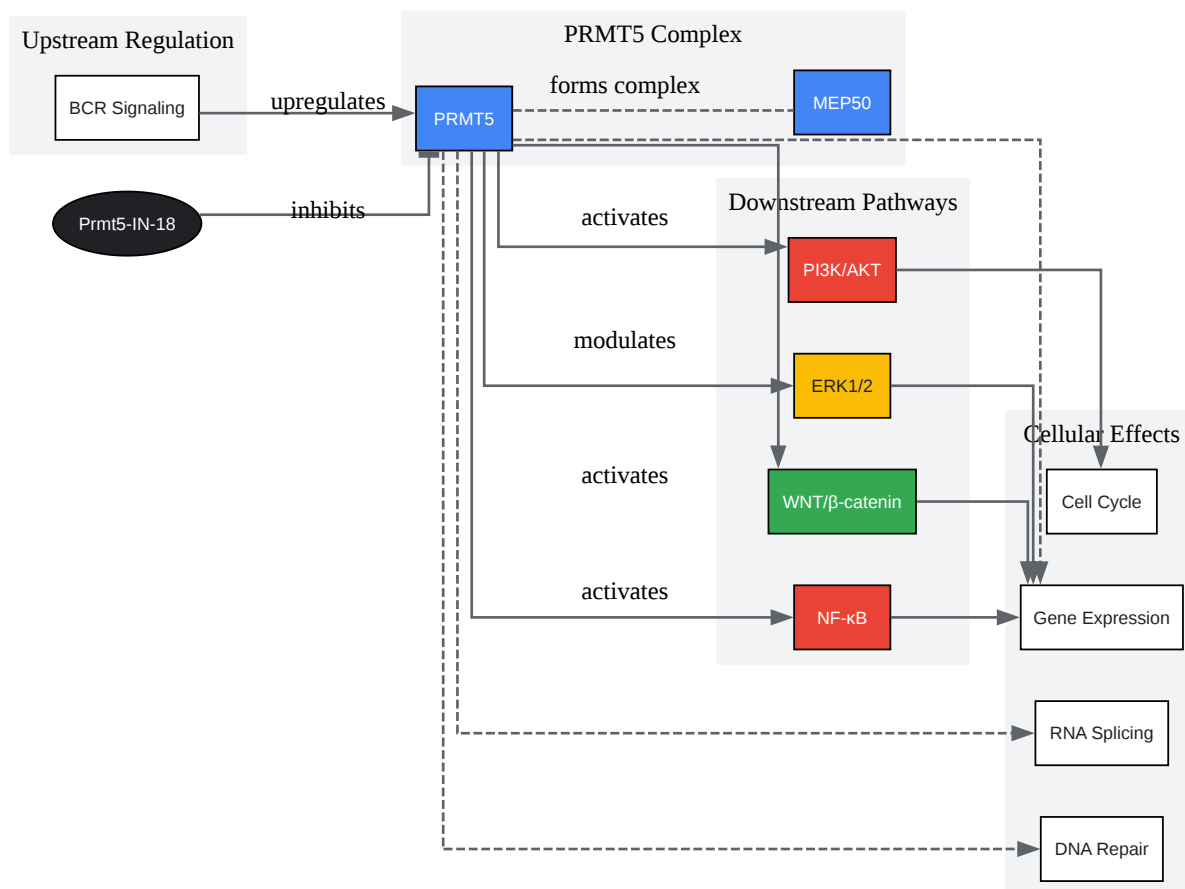 Upstream Regulation
PRMT5 Complex
BCR Signaling
upregulates
PRMT5
forms complex
MEP50
Prmt5-IN-18
inhibits
Downstream Pathways
activates
PI3K/AKT
modulates
ERK1/2
Cellular Effects
activates
WNT/β-catenin
Cell Cycle
activates
NF-κB
Gene Expression
RNA Splicing
DNA Repair